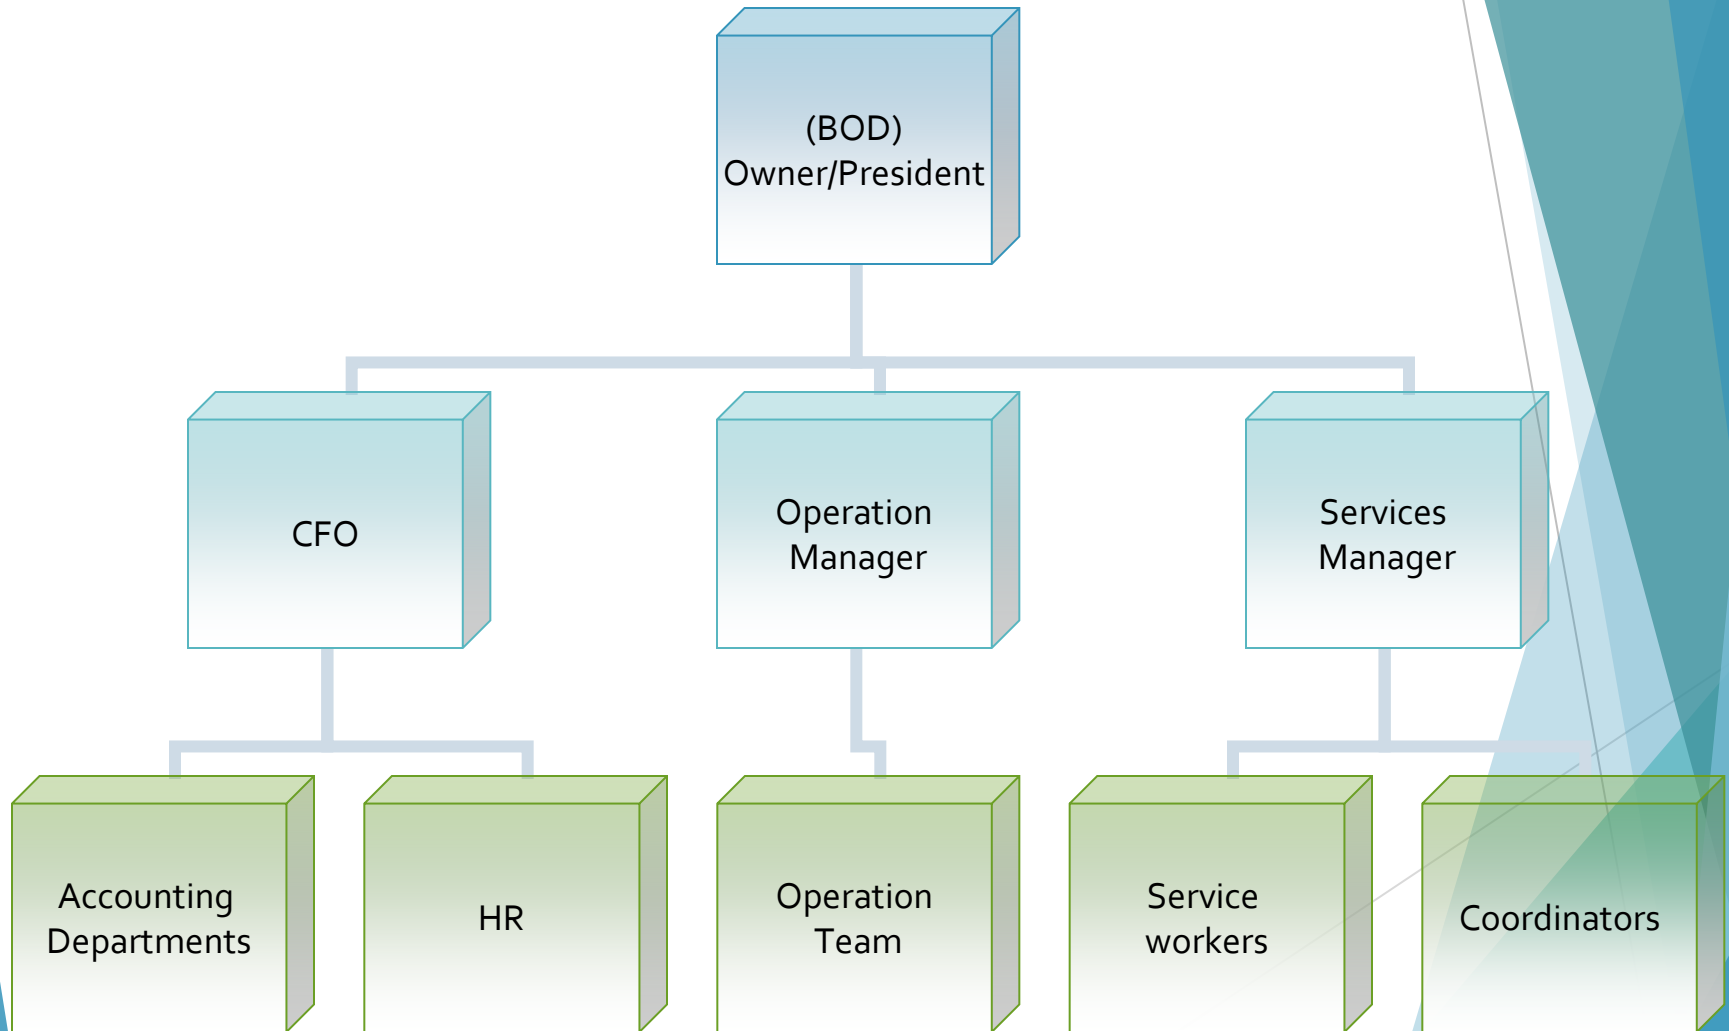 (BOD)
Owner/President
CFO
Operation
Manager
Services
Manager
Accounting
Departments
HR
Operation
Team
Service
workers
Coordinators